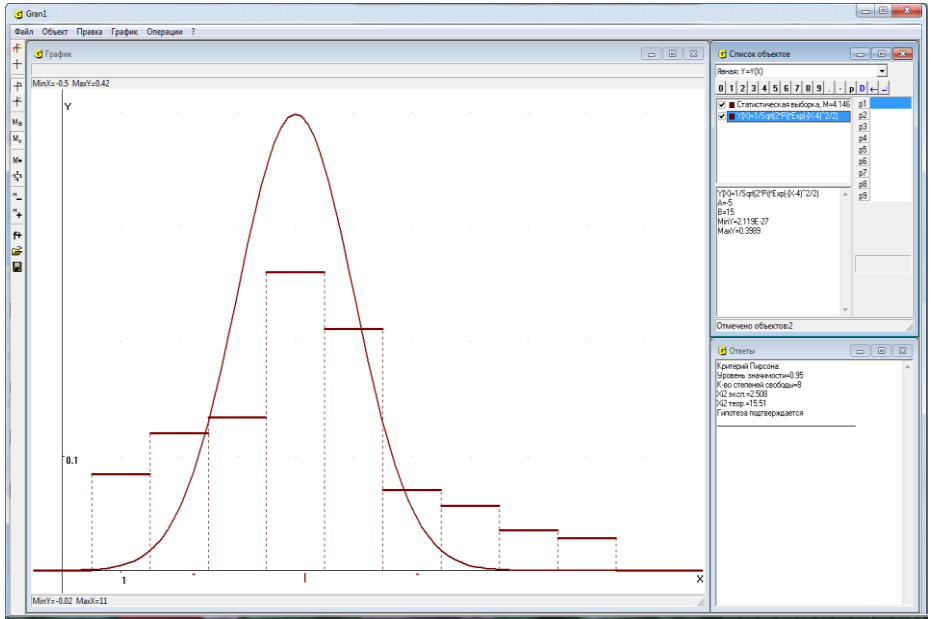 Gran1
Файл Объект Правка График Операции ?
График
MinX=-0.5 MaxY=0.42
Y
0.1
1
X
MinY=-0.02 MaxX=11
Список объектов
Явная: Y=Y(X)
0 1 2 3 4 5 6 7 8 9 . - p D ← ↲
Статистическая выборка, M=4.146
Y(X)=1/Sqrt(2*Pi)*Exp(-(X-4)^2/2)
p1
p2
p3
p4
p5
p6
p7
p8
p9
Y(X)=1/Sqrt(2*Pi)*Exp(-(X-4)^2/2)
A=-5
B=15
MinY=2.119E-27
MaxY=0.3989
Отмечено объектов:2
Ответы
Критерий Пирсона:
Уровень значимости=0.95
К-во степеней свободы=8
Xi2 эксп.=2.508
Xi2 теор.=15.51
Гипотеза подтверждается